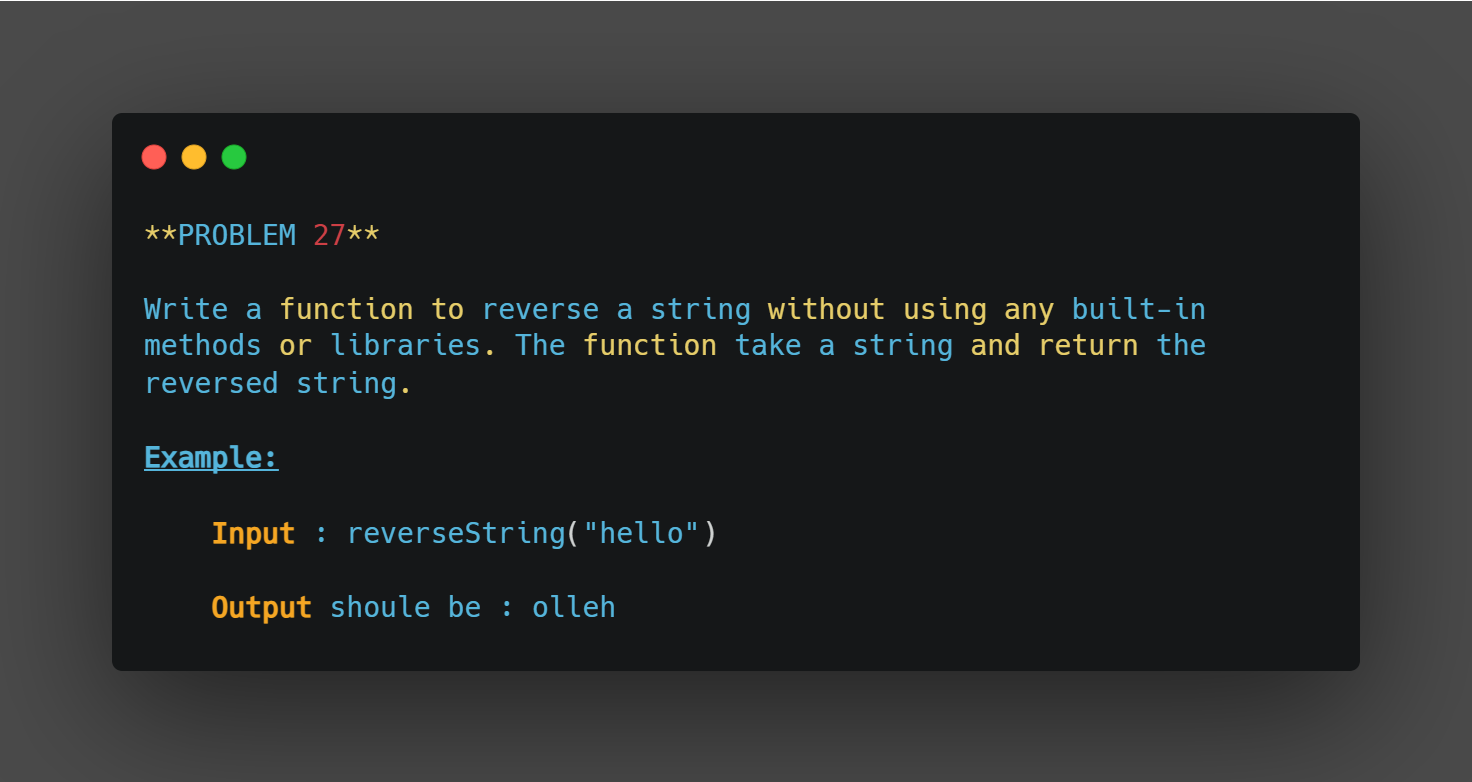 **PROBLEM 27**
Write a function to reverse a string without using any built-in
methods or libraries. The function take a string and return the
reversed string.
Example:
Input : reverseString("hello")
Output shoule be : olleh